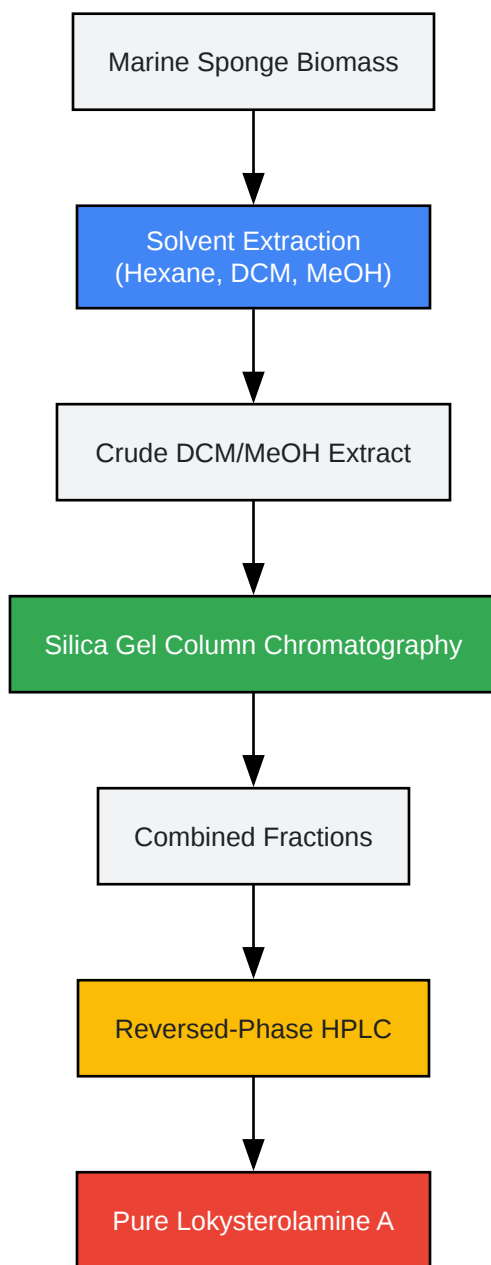 Marine Sponge Biomass
Solvent Extraction
(Hexane, DCM, MeOH)
Crude DCM/MeOH Extract
Silica Gel Column Chromatography
Combined Fractions
Reversed-Phase HPLC
Pure Lokysterolamine A